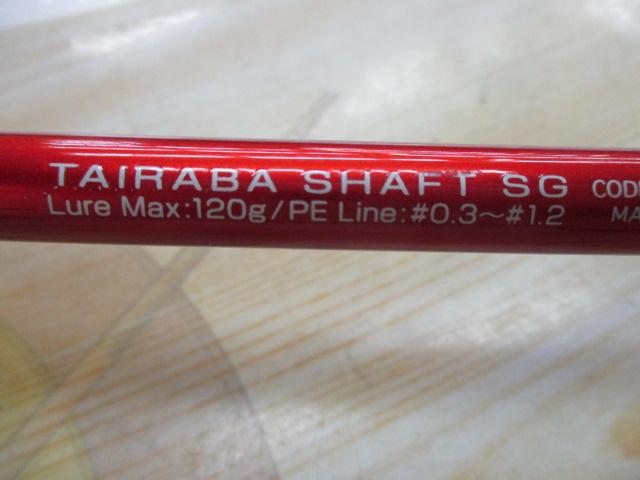 TAIRABA SHAFT SG
Lure Max:120g/PE Line:#0.3～#1.2